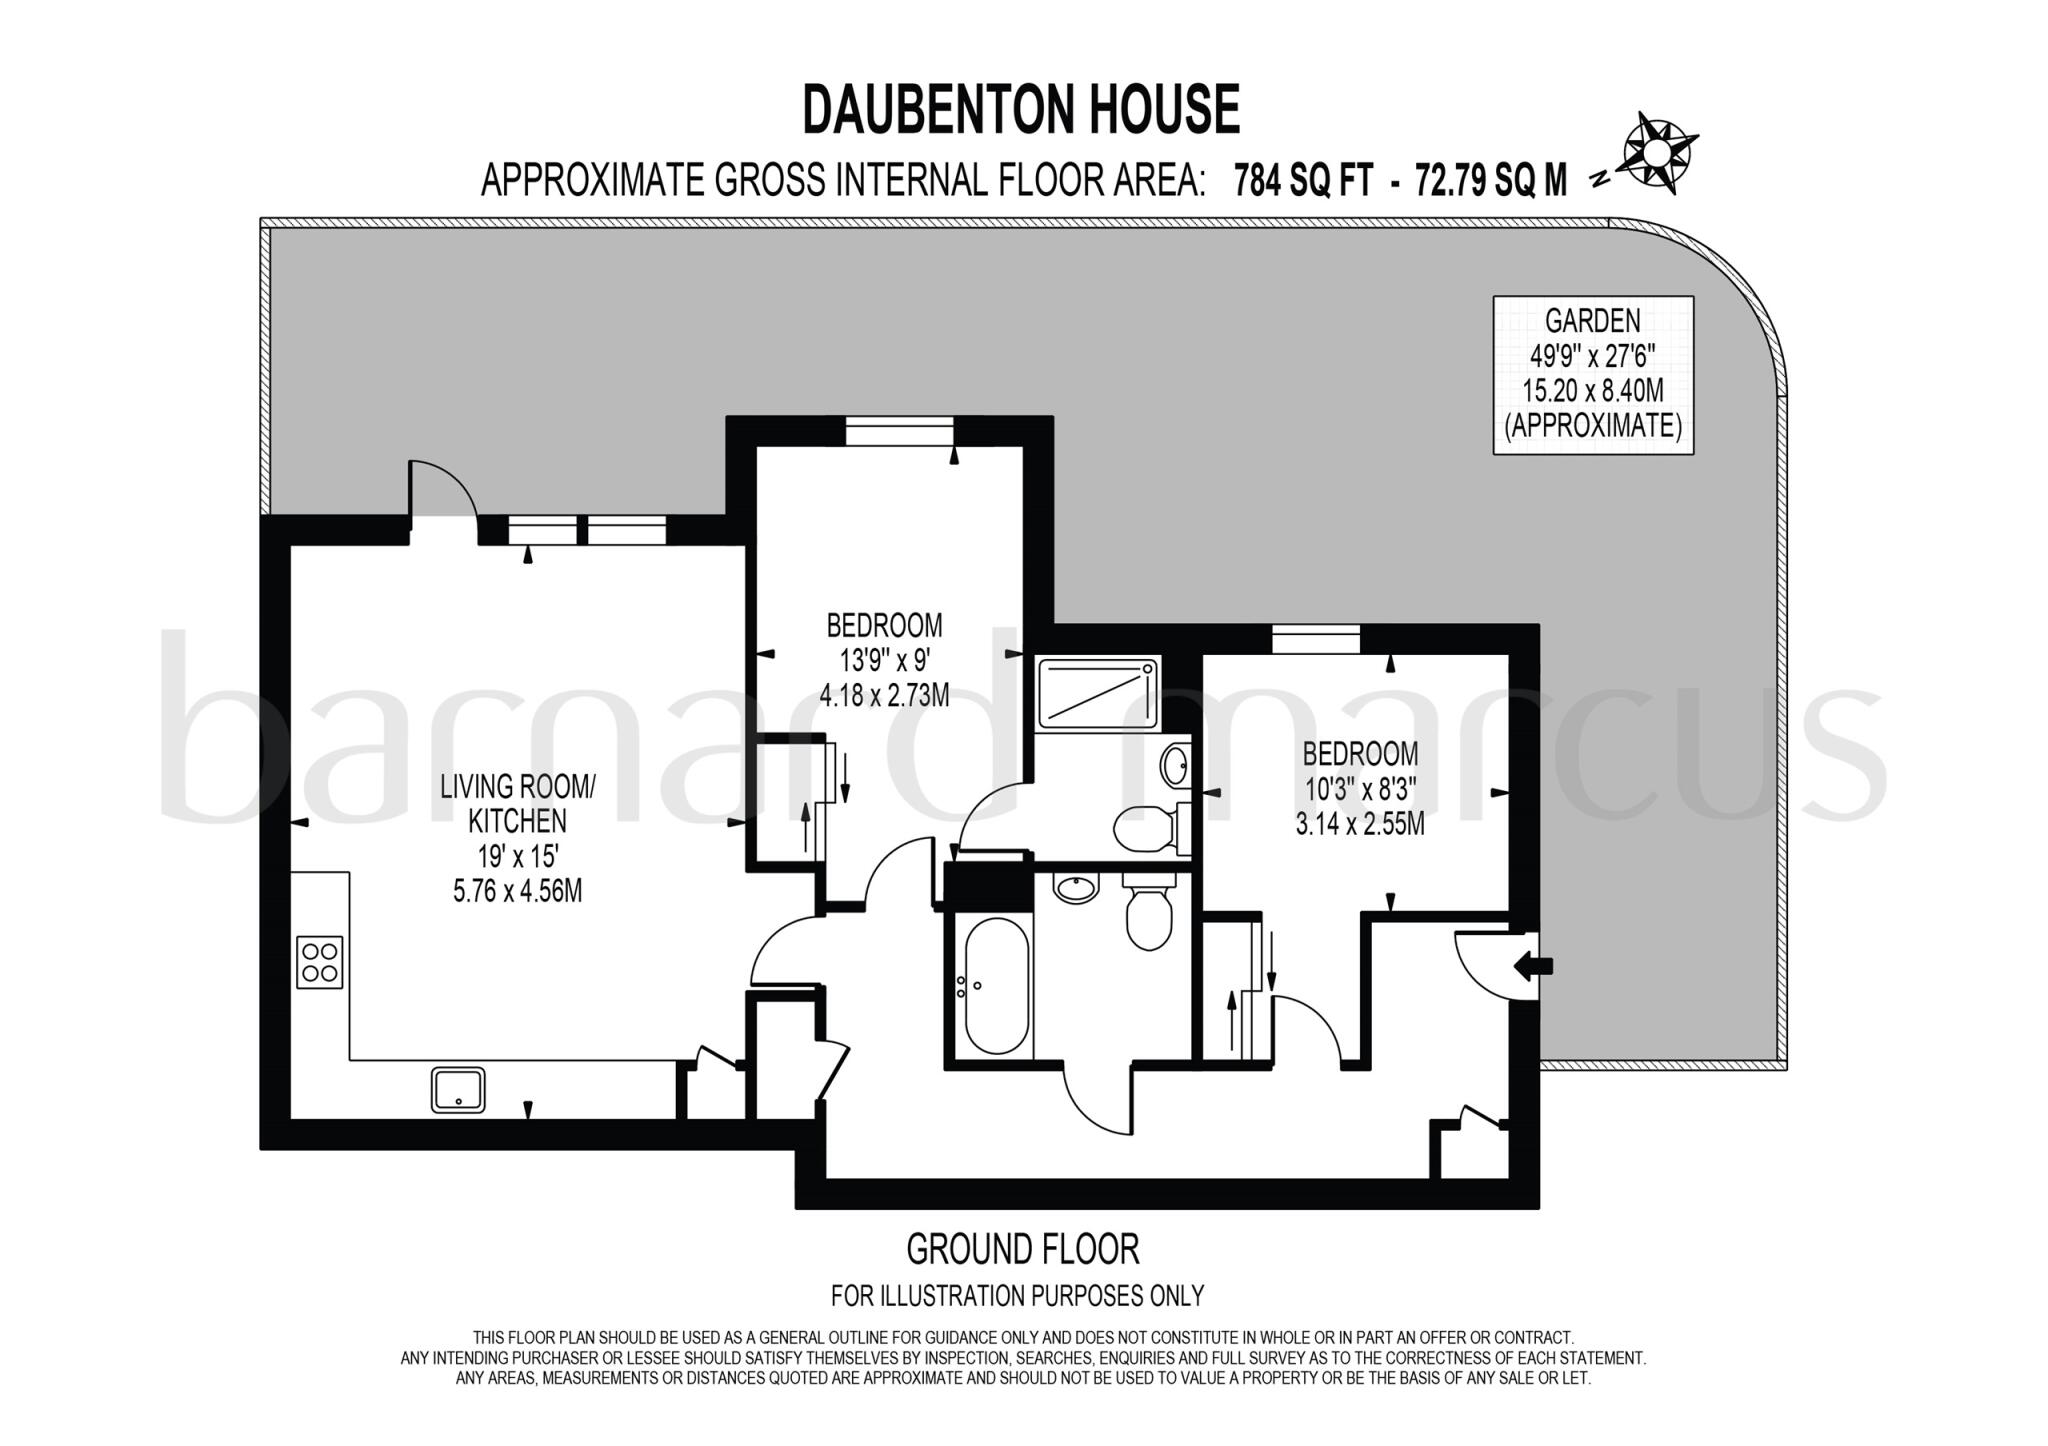 DAUBENTON HOUSE
APPROXIMATE GROSS INTERNAL FLOOR AREA: 784 SQ FT - 72.79 SQ M
N
GARDEN
49'9" x 27'6"
15.20 x 8.40M
(APPROXIMATE)
BEDROOM
13'9" x 9'
4.18 x 2.73M
barnard marcus
BEDROOM
10'3" x 8'3"
3.14 x 2.55M
LIVING ROOM/
KITCHEN
19' x 15'
5.76 x 4.56M
GROUND FLOOR
FOR ILLUSTRATION PURPOSES ONLY
THIS FLOOR PLAN SHOULD BE USED AS A GENERAL OUTLINE FOR GUIDANCE ONLY AND DOES NOT CONSTITUTE IN WHOLE OR IN PART AN OFFER OR CONTRACT.
ANY INTENDING PURCHASER OR LESSEE SHOULD SATISFY THEMSELVES BY INSPECTION, SEARCHES, ENQUIRIES AND FULL SURVEY AS TO THE CORRECTNESS OF EACH STATEMENT.
ANY AREAS, MEASUREMENTS OR DISTANCES QUOTED ARE APPROXIMATE AND SHOULD NOT BE USED TO VALUE A PROPERTY OR BE THE BASIS OF ANY SALE OR LET.